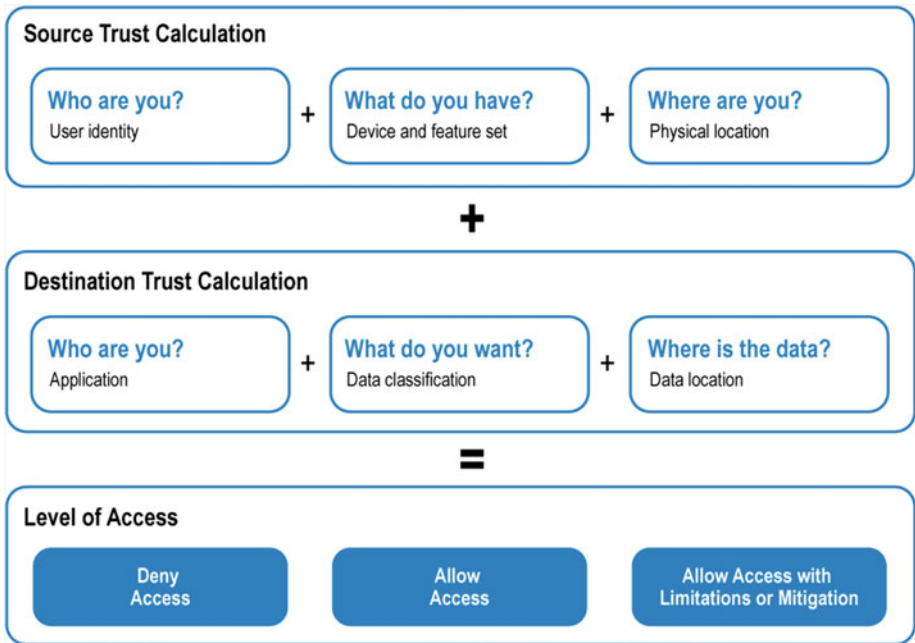 Source Trust Calculation
Who are you?
User identity
+
What do you have?
Device and feature set
+
Where are you?
Physical location
+
Destination Trust Calculation
Who are you?
Application
+
What do you want?
Data classification
+
Where is the data?
Data location
=
Level of Access
Deny
Access
Allow
Access
Allow Access with
Limitations or Mitigation